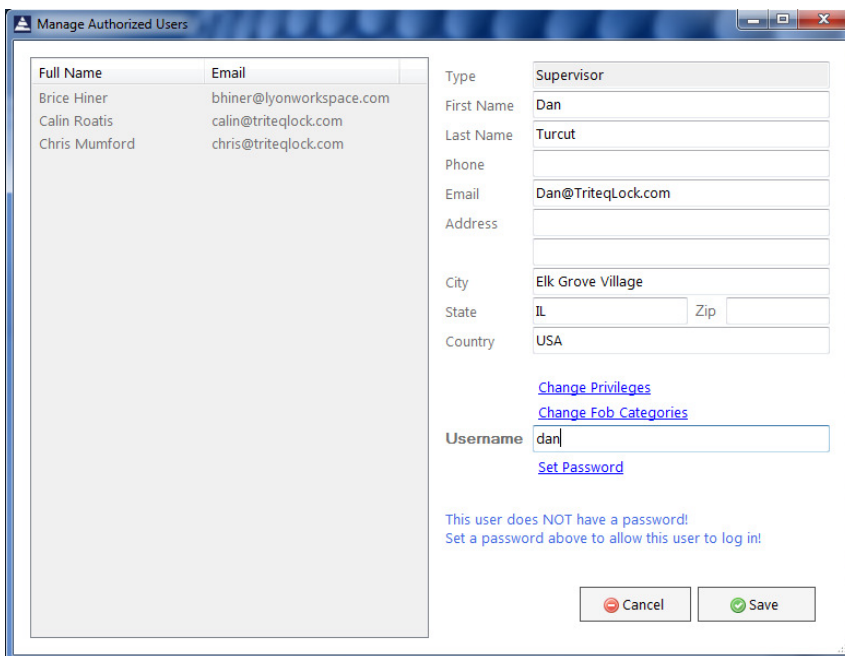 Manage Authorized Users
Full Name Email
Brice Hiner bhiner@lyonworkspace.com
Calin Roatis calin@triteqlock.com
Chris Mumford chris@triteqlock.com
Type Supervisor
First Name Dan
Last Name Turcut
Phone
Email Dan@TriteqLock.com
Address
City Elk Grove Village
State IL Zip
Country USA
Change Privileges
Change Fob Categories
Username dan
Set Password
This user does NOT have a password!
Set a password above to allow this user to log in!
Cancel Save